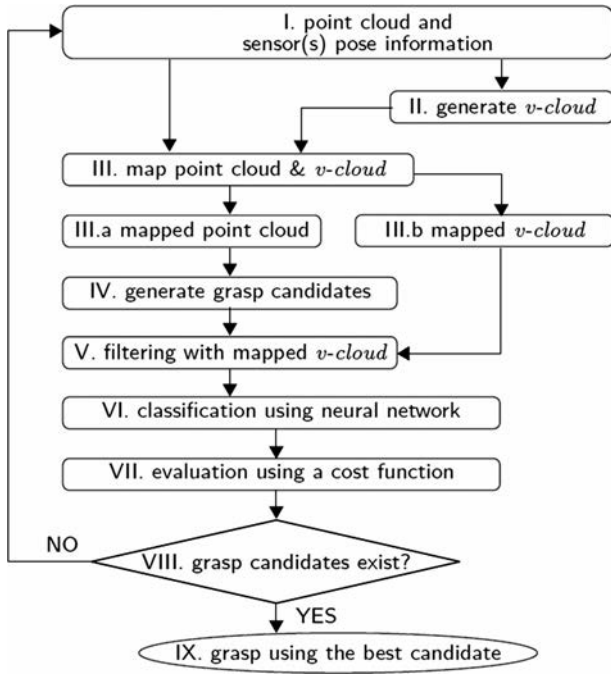 I. point cloud and
sensor(s) pose information
II. generate v-cloud
III. map point cloud & v-cloud
III.a mapped point cloud
III.b mapped v-cloud
IV. generate grasp candidates
V. filtering with mapped v-cloud
VI. classification using neural network
VII. evaluation using a cost function
NO
VIII. grasp candidates exist?
YES
IX. grasp using the best candidate